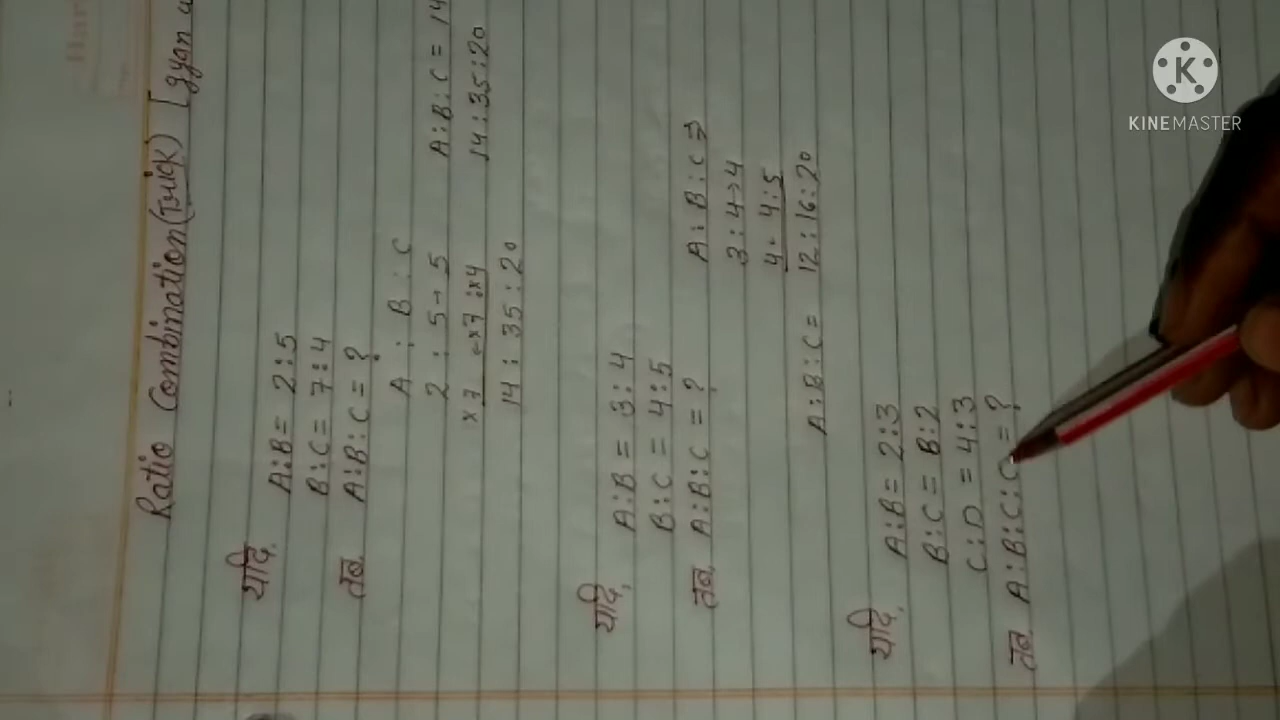 Ratio Combination (Trick) [gyan
यदि, A:B = 2:5
B:C = 7:4
तब A:B:C = ?
A : B : C
2 : 5→5
×7 ←×7 :×4
14 : 35 : 20
A:B:C = 14
14:35:20
यदि, A:B = 3:4
B:C = 4:5
तब, A:B:C = ?
A:B:C ⇒
3:4→4
4· 4:5
A:B:C = 12:16:20
यदि, A:B = 2:3
B:C = B:2
C:D = 4:3
तब A:B:C:C = ?
KINEMASTER